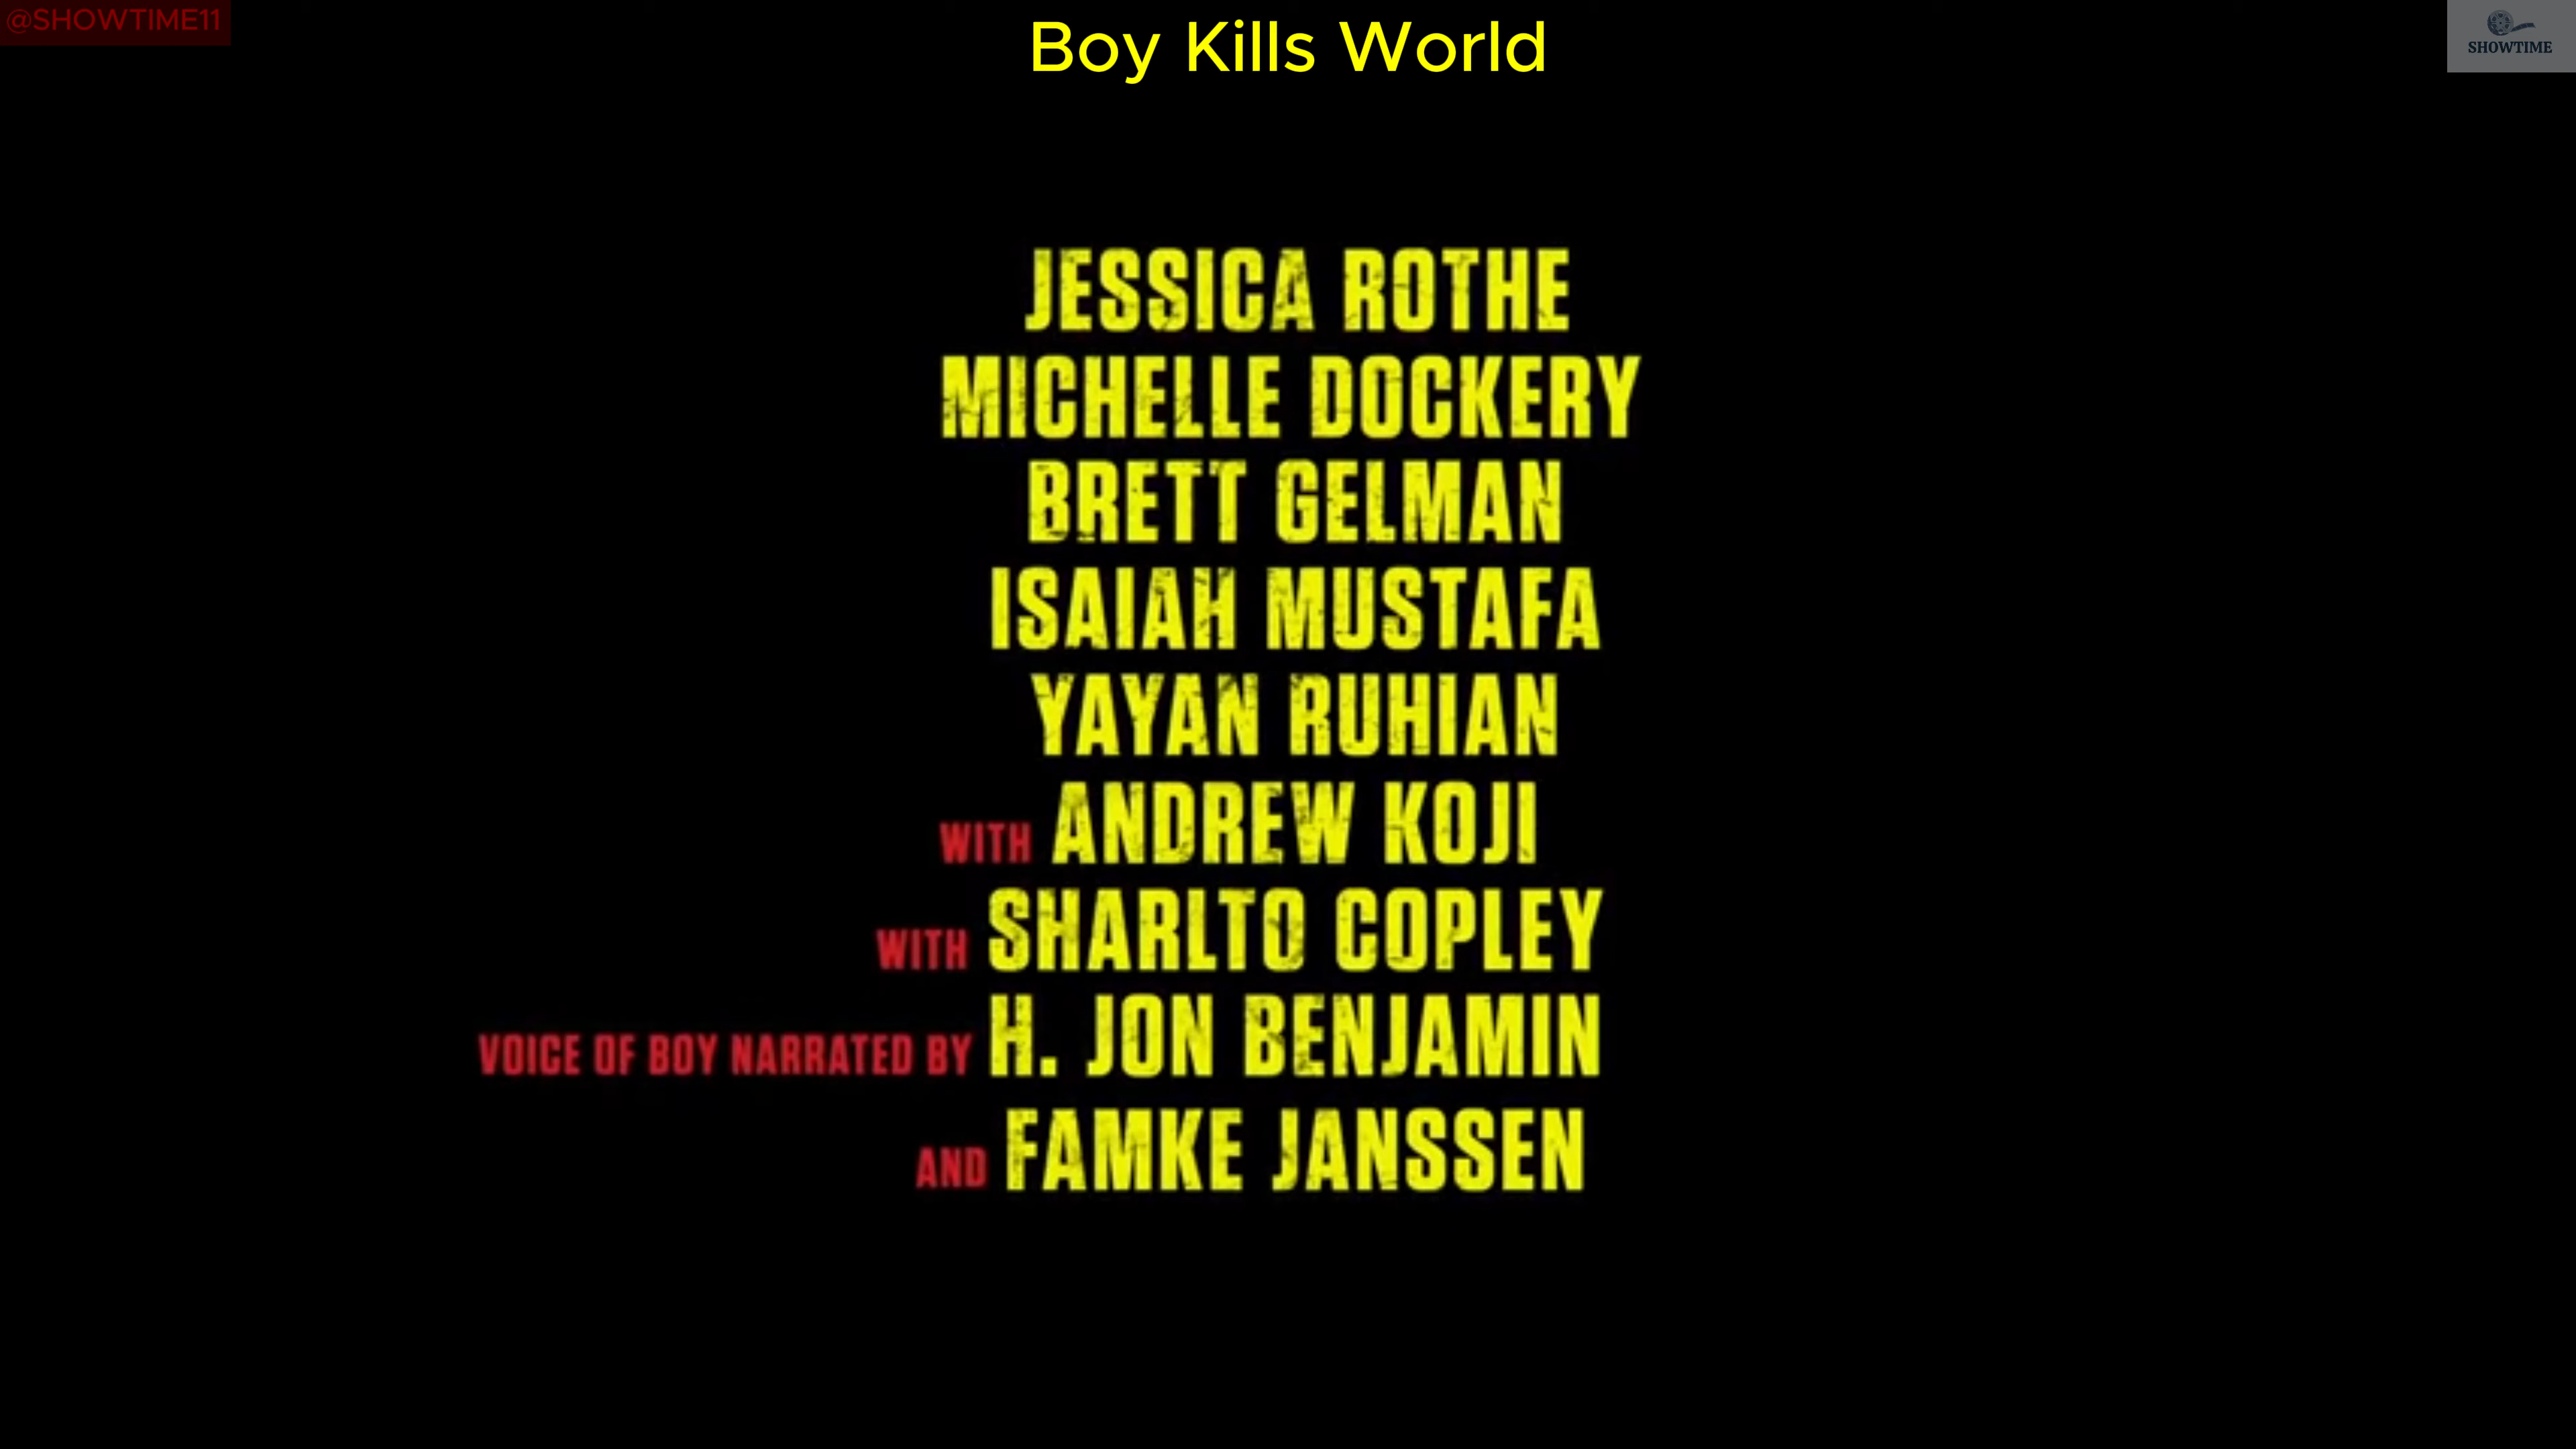 @SHOWTIME11
Boy Kills World
SHOWTIME
JESSICA ROTHE
MICHELLE DOCKERY
BRETT GELMAN
ISAIAH MUSTAFA
YAYAN RUHIAN
WITH ANDREW KOJI
WITH SHARLTO COPLEY
VOICE OF BOY NARRATED BY H. JON BENJAMIN
AND FAMKE JANSSEN